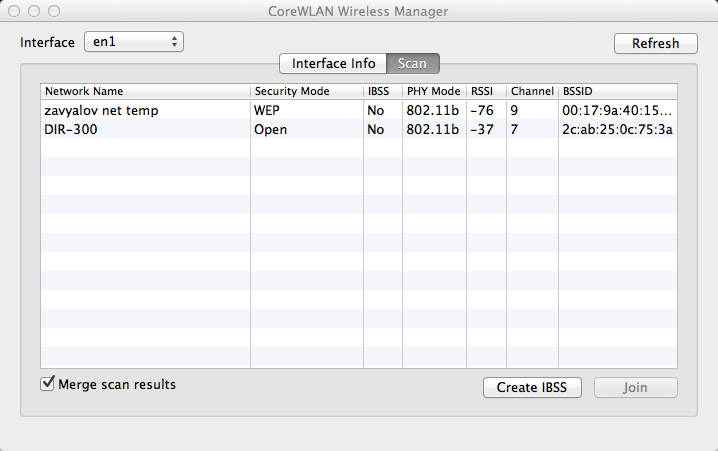 CoreWLAN Wireless Manager
Interface en1 Refresh
Interface Info Scan
Network Name Security Mode IBSS PHY Mode RSSI Channel BSSID
zavyalov net temp WEP No 802.11b -76 9 00:17:9a:40:15...
DIR-300 Open No 802.11b -37 7 2c:ab:25:0c:75:3a
Merge scan results Create IBSS Join